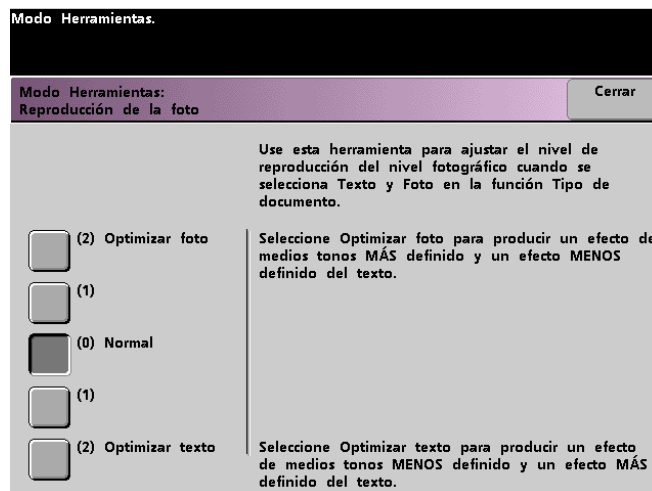 Modo Herramientas.
Modo Herramientas:
Reproducción de la foto
Cerrar
Use esta herramienta para ajustar el nivel de
reproducción del nivel fotográfico cuando se
selecciona Texto y Foto en la función Tipo de
documento.
(2) Optimizar foto
Seleccione Optimizar foto para producir un efecto de
medios tonos MÁS definido y un efecto MENOS
definido del texto.
(1)
(0) Normal
(1)
(2) Optimizar texto
Seleccione Optimizar texto para producir un efecto
de medios tonos MENOS definido y un efecto MÁS
definido del texto.